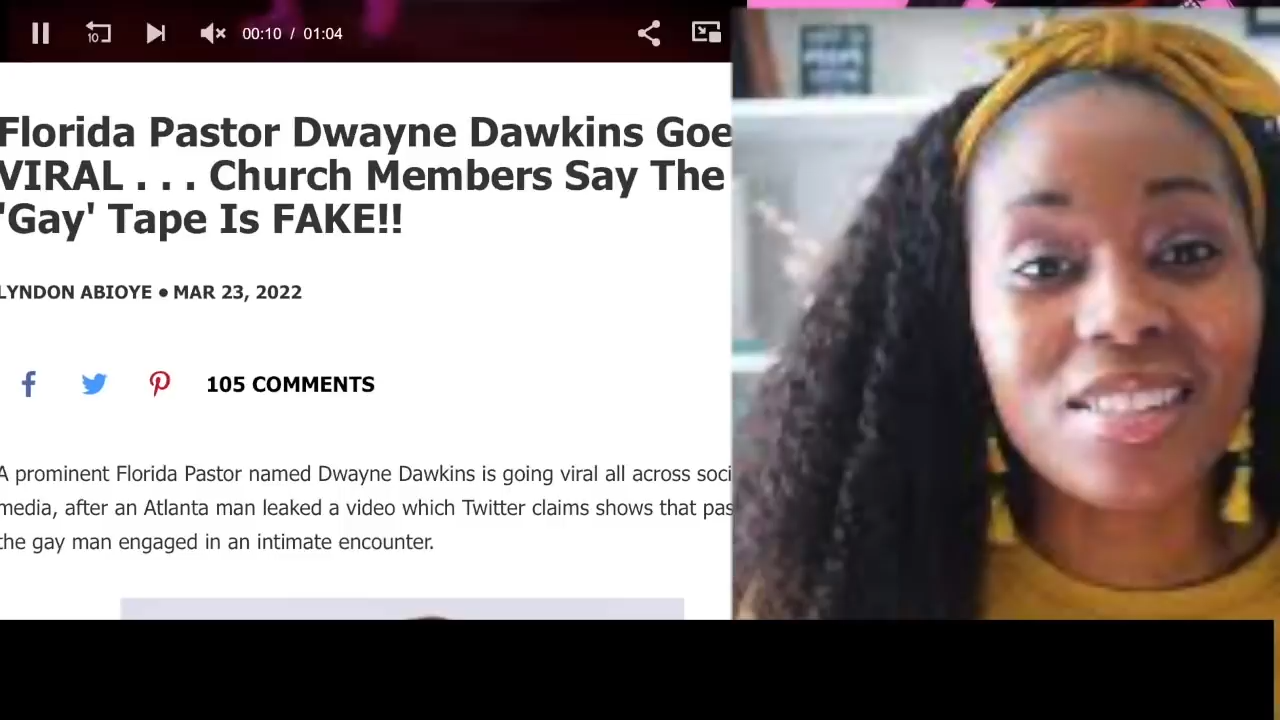 10
00:10 / 01:04
Florida Pastor Dwayne Dawkins Goe
VIRAL . . . Church Members Say The
'Gay' Tape Is FAKE!!
LYNDON ABIOYE ● MAR 23, 2022
105 COMMENTS
A prominent Florida Pastor named Dwayne Dawkins is going viral all across soci
media, after an Atlanta man leaked a video which Twitter claims shows that pas
the gay man engaged in an intimate encounter.